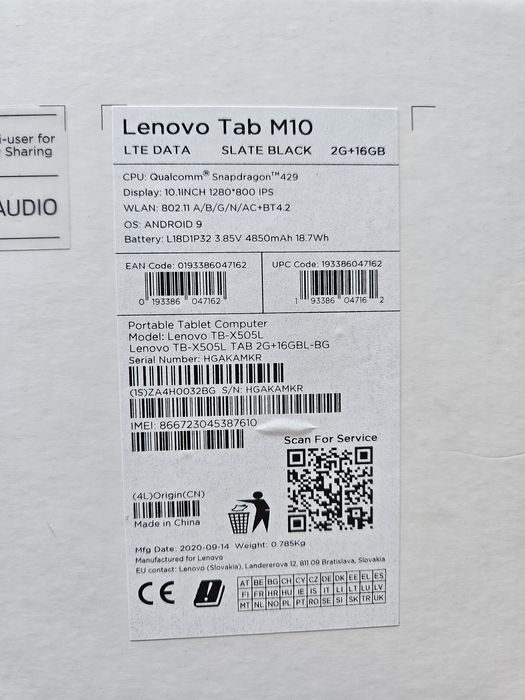 i-user for
Sharing
AUDIO
Lenovo Tab M10
LTE DATA SLATE BLACK 2G+16GB
CPU: Qualcomm® Snapdragon™429
Display: 10.1INCH 1280*800 IPS
WLAN: 802.11 A/B/G/N/AC+BT4.2
OS: ANDROID 9
Battery: L18D1P32 3.85V 4850mAh 18.7Wh
EAN Code: 0193386047162 UPC Code: 193386047162
0 193386 047162 1 93386 04716 2
Portable Tablet Computer
Model: Lenovo TB-X505L
Lenovo TB-X505L TAB 2G+16GBL-BG
Serial Number: HGAKAMKR
(1S)ZA4H0032BG S/N: HGAKAMKR
IMEI: 866723045387610
Scan For Service
(4L)Origin(CN)
Made in China
Mfg Date: 2020-09-14 Weight: 0.785Kg
Manufactured for Lenovo
EU contact: Lenovo (Slovakia), Landererova 12, 811 09 Bratislava, Slovakia
CE
AT BE BG CH CY CZ DE DK EE EL ES
FI FR HR HU IE IS IT LI LT LU LV
MT NL NO PL PT RO SE SI SK TR UK